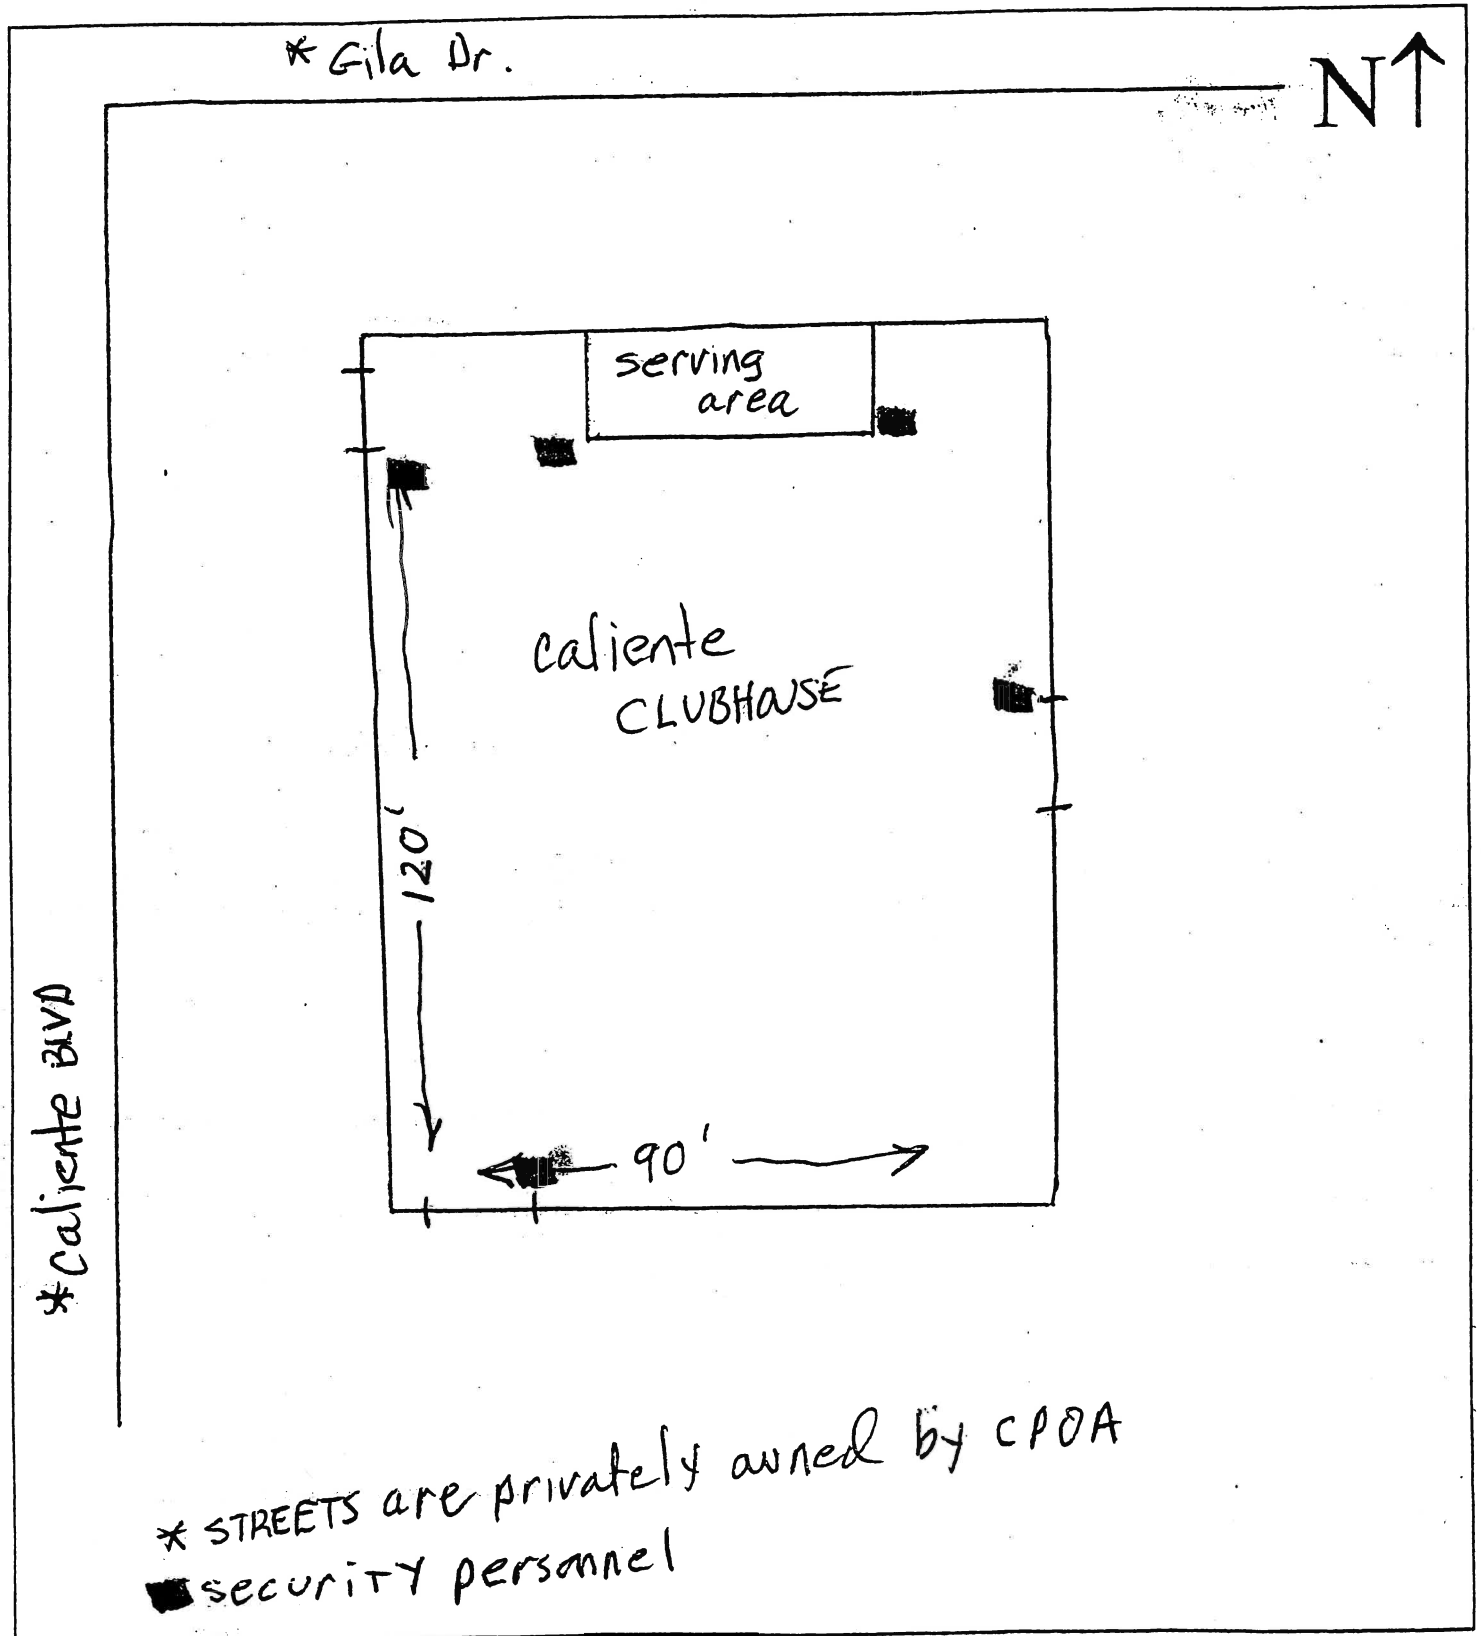 * Gila Dr.
N↑
serving
area
caliente
CLUBHOUSE
120'
90'
*Caliente BLVD
* STREETS are privately owned by CPOA
security personnel